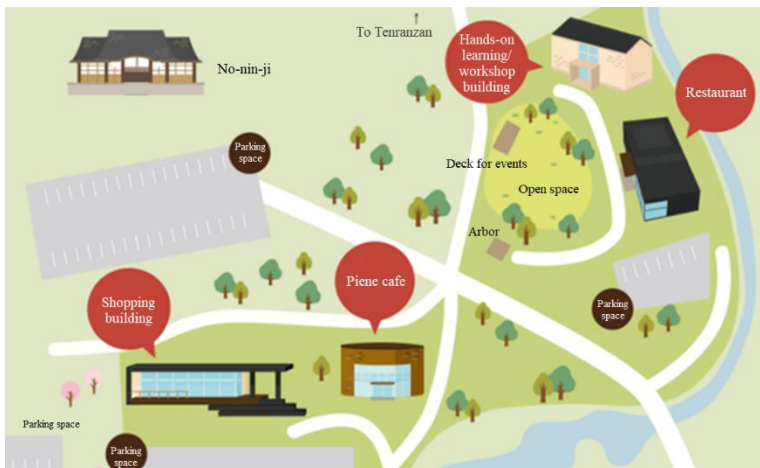 To Tenranzan
Hands-on
learning/
workshop
building
No-nin-ji
Restaurant
Parking
space
Deck for events
Open space
Arbor
Piene cafe
Shopping
building
Parking
space
Parking space
Parking
space